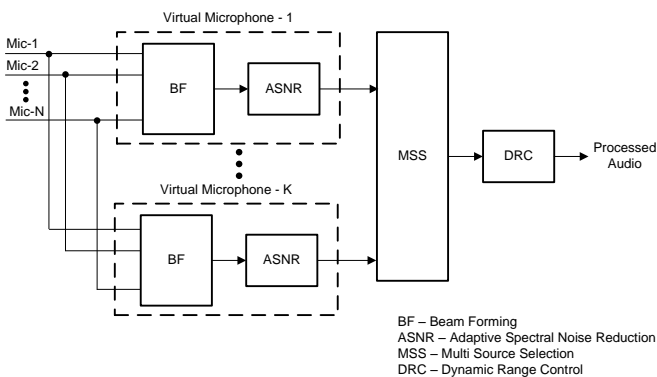 Virtual Microphone - 1
Mic-1
Mic-2
Mic-N
BF
ASNR
MSS
DRC
Processed
Audio
Virtual Microphone - K
BF
ASNR
BF – Beam Forming
ASNR – Adaptive Spectral Noise Reduction
MSS – Multi Source Selection
DRC – Dynamic Range Control